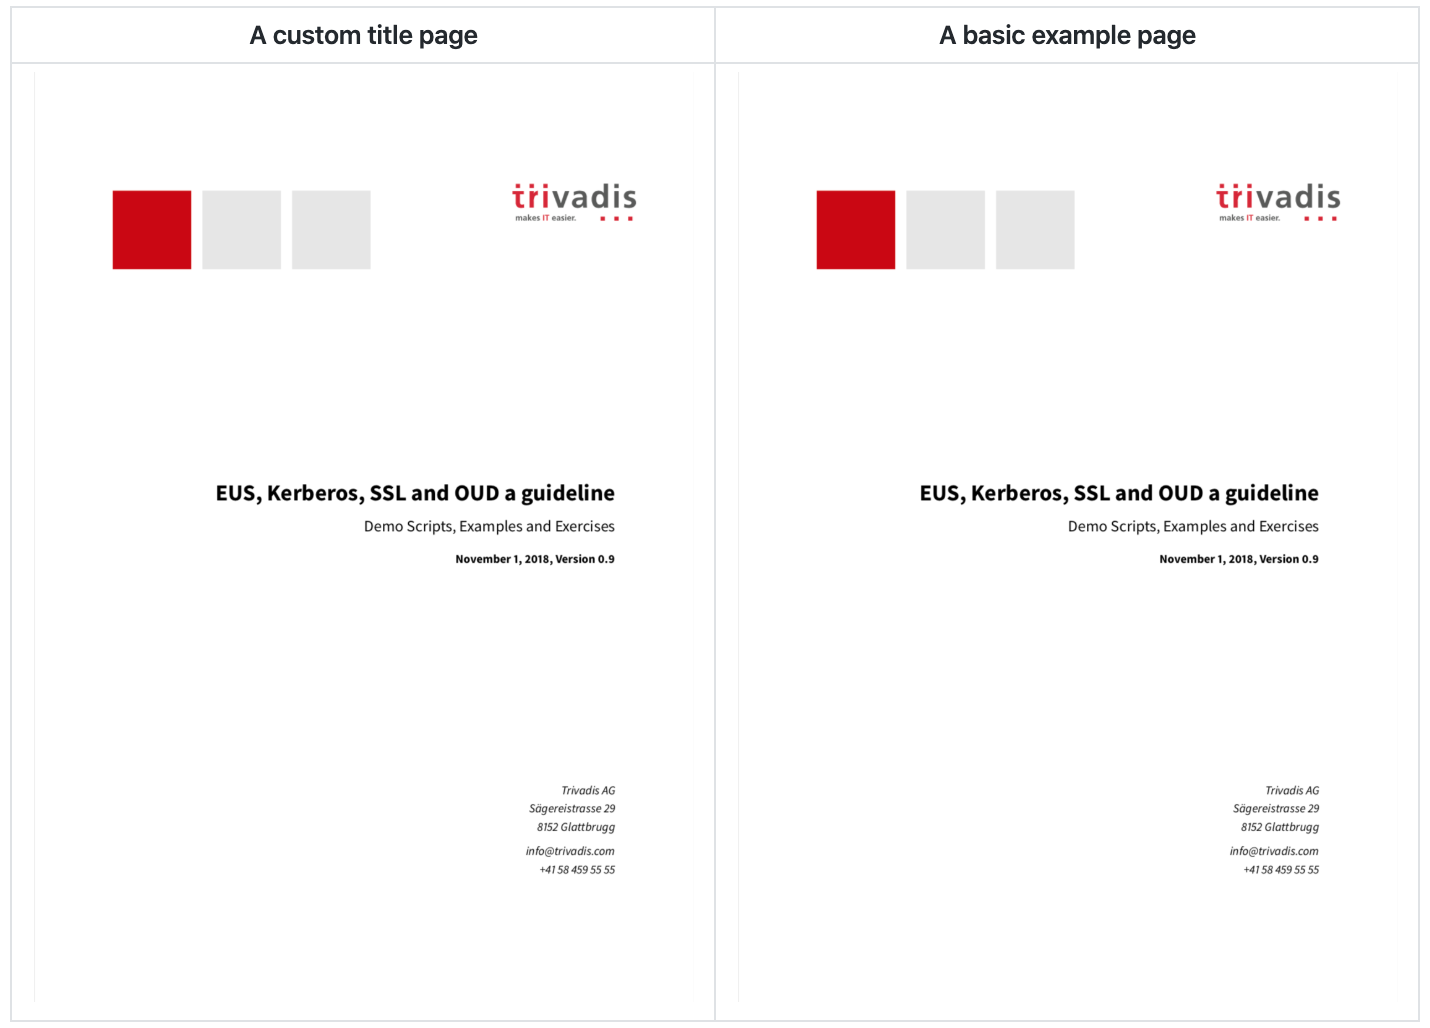 A custom title page
A basic example page
trivadis
makes IT easier.
EUS, Kerberos, SSL and OUD a guideline
Demo Scripts, Examples and Exercises
November 1, 2018, Version 0.9
Trivadis AG
Sägereistrasse 29
8152 Glattbrugg
info@trivadis.com
+41 58 459 55 55
trivadis
makes IT easier.
EUS, Kerberos, SSL and OUD a guideline
Demo Scripts, Examples and Exercises
November 1, 2018, Version 0.9
Trivadis AG
Sägereistrasse 29
8152 Glattbrugg
info@trivadis.com
+41 58 459 55 55